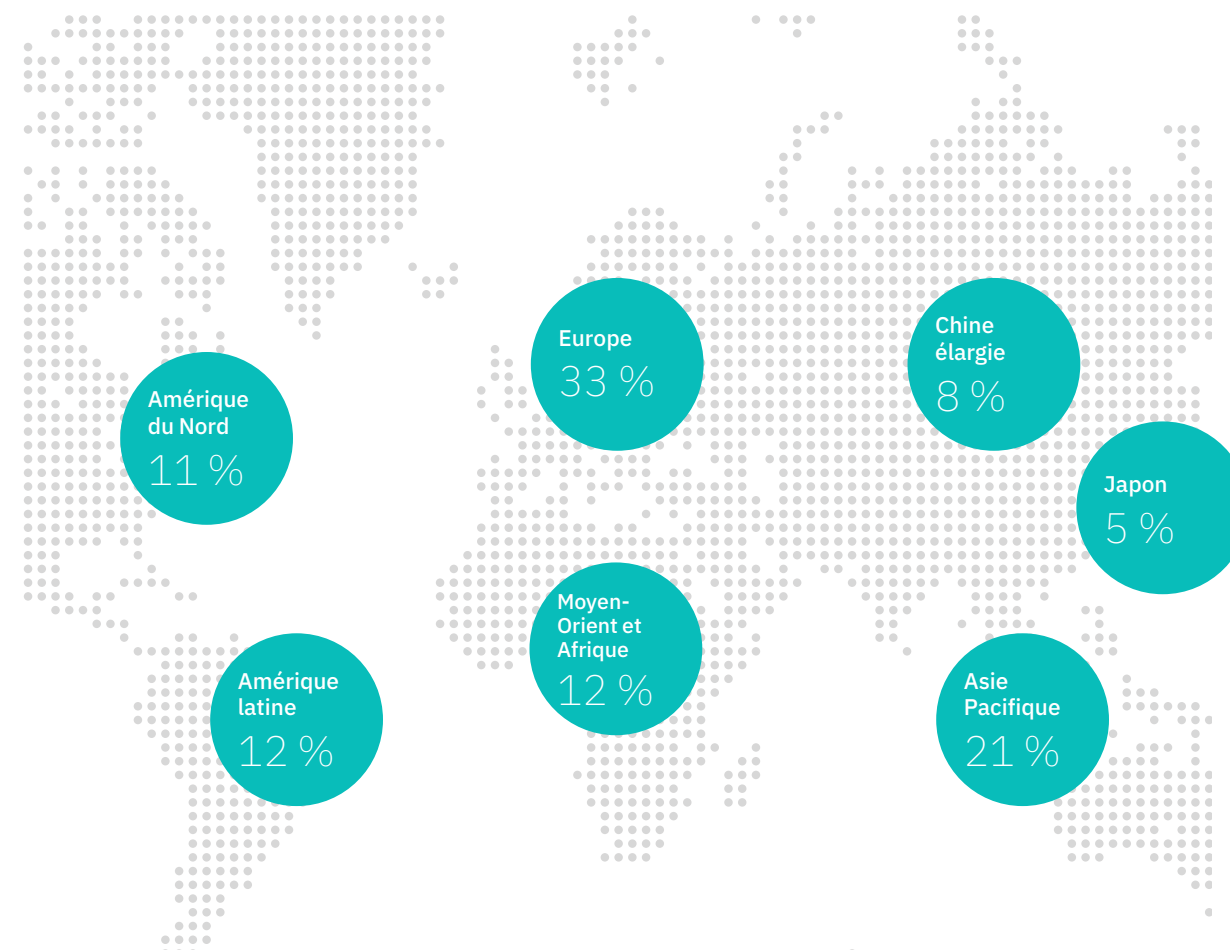 Europe
33 %
Chine
élargie
8 %
Amérique
du Nord
11 %
Japon
5 %
Moyen-
Orient et
Afrique
12 %
Amérique
latine
12 %
Asie
Pacifique
21 %